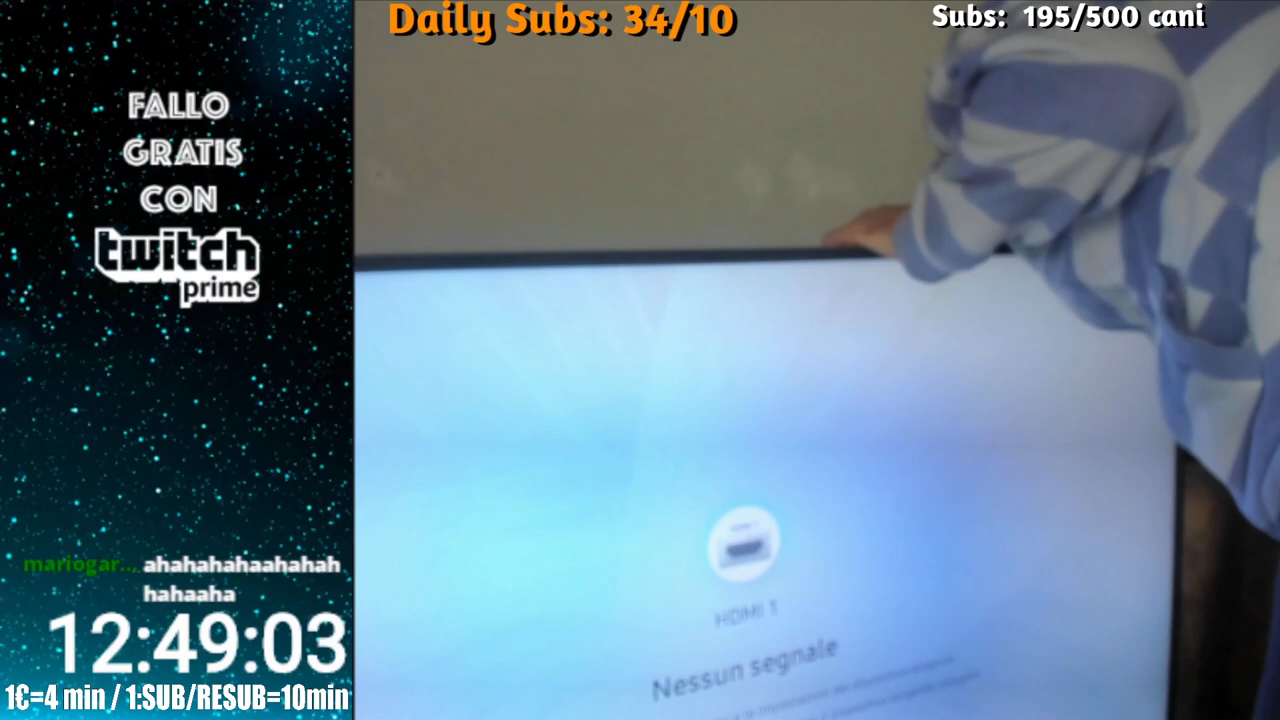 Daily Subs: 34/10
Subs: 195/500 cani
FALLO
GRATIS
CON
twitch
prime
mariogar... ahahahahaahahah
hahaaha
12:49:03
1€=4 min / 1:SUB/RESUB=10min
HDMI 1
Nessun segnale